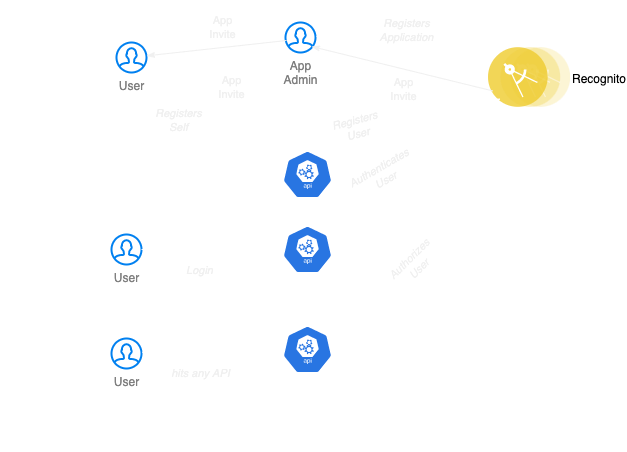 App
Invite
Registers
Application
User
App
Admin
Recognito
App
Invite
App
Invite
Registers
Self
Registers
User
Authenticates
User
api
api
User
Login
Authorizes
User
api
User
hits any API